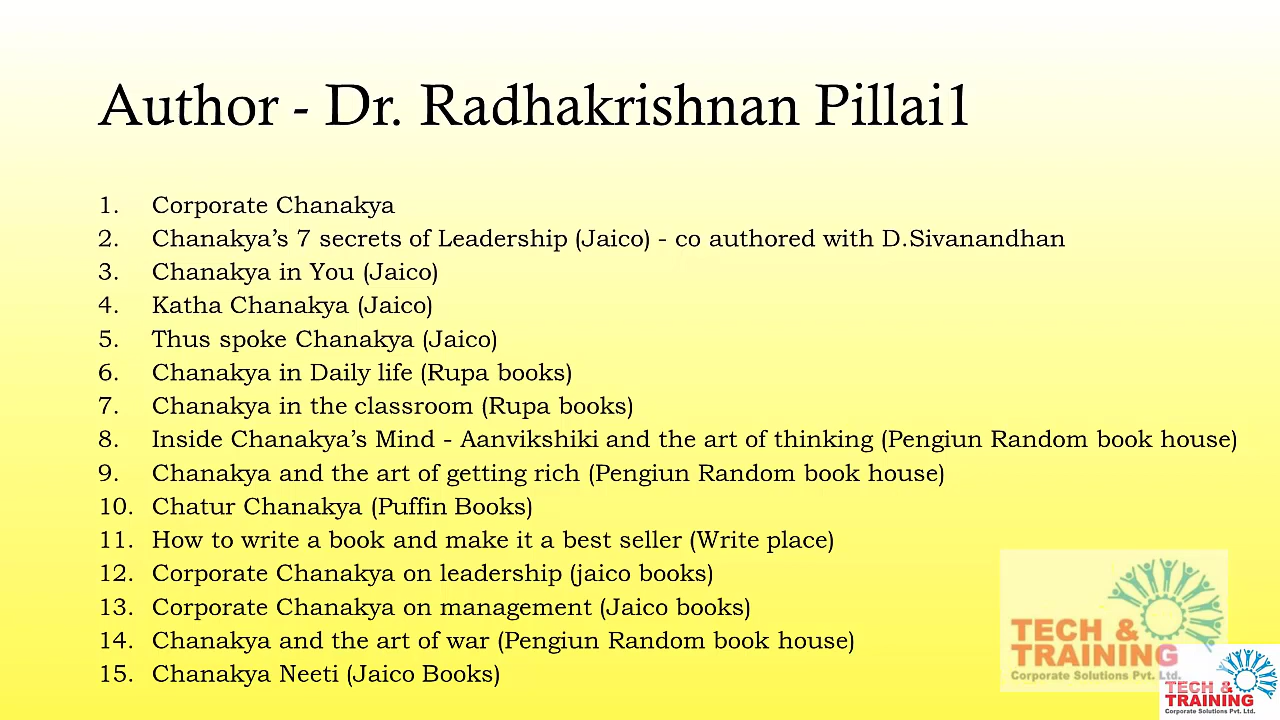 Author - Dr. Radhakrishnan Pillai1
1. Corporate Chanakya
2. Chanakya’s 7 secrets of Leadership (Jaico) - co authored with D.Sivanandhan
3. Chanakya in You (Jaico)
4. Katha Chanakya (Jaico)
5. Thus spoke Chanakya (Jaico)
6. Chanakya in Daily life (Rupa books)
7. Chanakya in the classroom (Rupa books)
8. Inside Chanakya’s Mind - Aanvikshiki and the art of thinking (Pengiun Random book house)
9. Chanakya and the art of getting rich (Pengiun Random book house)
10. Chatur Chanakya (Puffin Books)
11. How to write a book and make it a best seller (Write place)
12. Corporate Chanakya on leadership (jaico books)
13. Corporate Chanakya on management (Jaico books)
14. Chanakya and the art of war (Pengiun Random book house)
15. Chanakya Neeti (Jaico Books)
TECH &
TRAINING
Corporate Solutions Pvt. Ltd.
TECH &
TRAINING
Corporate Solutions Pvt. Ltd.